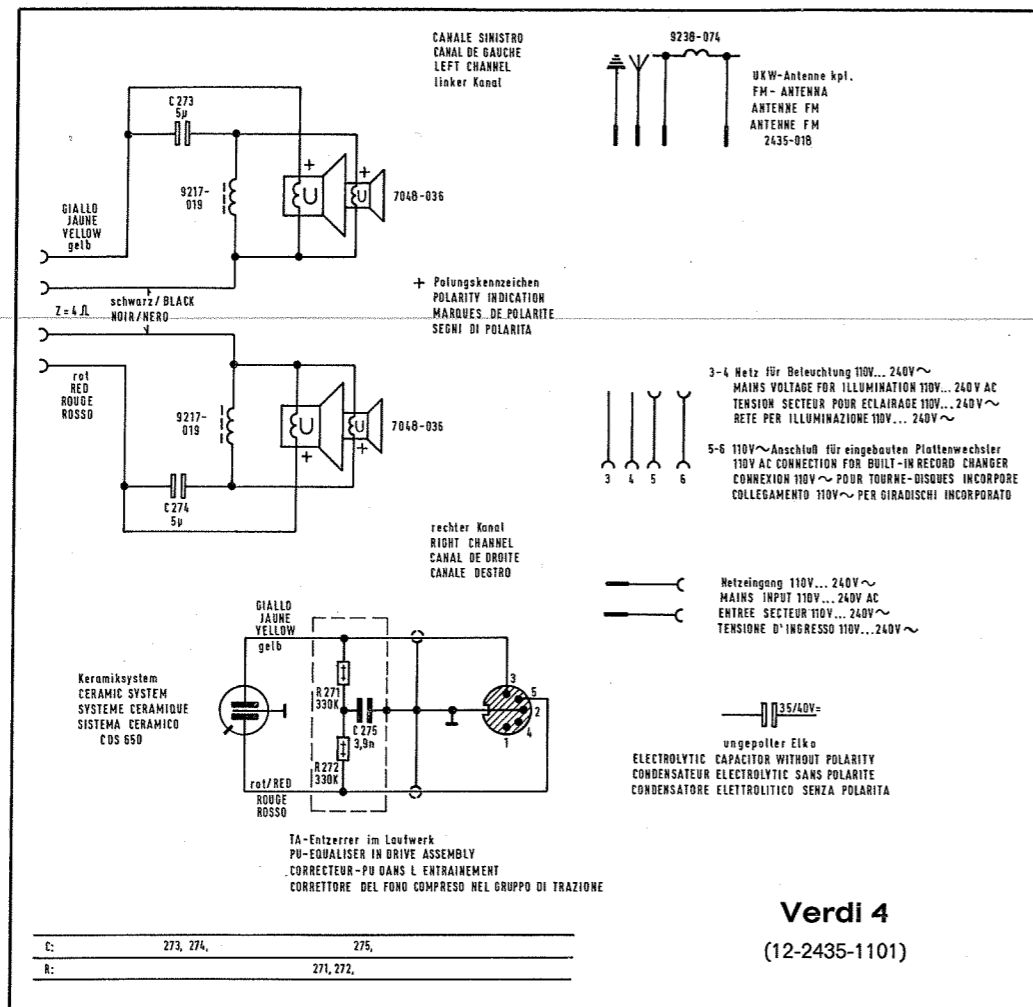 CANALE SINISTRO
CANAL DE GAUCHE
LEFT CHANNEL
linker Kanal
9238-074
UKW-Antenne kpl.
FM- ANTENNA
ANTENNE FM
ANTENNE FM
2435-018
C 273
5µ
9217-
019
7048-036
GIALLO
JAUNE
YELLOW
gelb
+ Polungskennzeichen
POLARITY INDICATION
MARQUES DE POLARITE
SEGNI DI POLARITA
schwarz/BLACK
NOIR/NERO
Z=4Ω
rot
RED
ROUGE
ROSSO
9217-
019
7048-036
C 274
5µ
3-4 Netz für Beleuchtung 110V... 240V~
MAINS VOLTAGE FOR ILLUMINATION 110V... 240V AC
TENSION SECTEUR POUR ECLAIRAGE 110V... 240V~
RETE PER ILLUMINAZIONE 110V... 240V~
5-6 110V~Anschluß für eingebauten Plattenwechsler
110V AC CONNECTION FOR BUILT-IN RECORD CHANGER
CONNEXION 110V~ POUR TOURNE-DISQUES INCORPORE
COLLEGAMENTO 110V~ PER GIRADISCHI INCORPORATO
3 4 5 6
rechter Kanal
RIGHT CHANNEL
CANAL DE DROITE
CANALE DESTRO
Netzeingang 110V... 240V~
MAINS INPUT 110V... 240V AC
ENTREE SECTEUR 110V... 240V~
TENSIONE D'INGRESSO 110V...240V~
GIALLO
JAUNE
YELLOW
gelb
Keramiksystem
CERAMIC SYSTEM
SYSTEME CERAMIQUE
SISTEMA CERAMICO
CDS 650
R271
330K
C 275
3,9n
R272
330K
3
5
2
4
1
rot/RED
ROUGE
ROSSO
35/40V=
ungepolter Elko
ELECTROLYTIC CAPACITOR WITHOUT POLARITY
CONDENSATEUR ELECTROLYTIC SANS POLARITE
CONDENSATORE ELETTROLITICO SENZA POLARITA
TA-Entzerrer im Laufwerk
PU-EQUALISER IN DRIVE ASSEMBLY
CORRECTEUR-PU DANS L ENTRAINEMENT
CORRETTORE DEL FONO COMPRESO NEL GRUPPO DI TRAZIONE
Verdi 4
(12-2435-1101)
C: 273, 274, 275,
R: 271, 272,